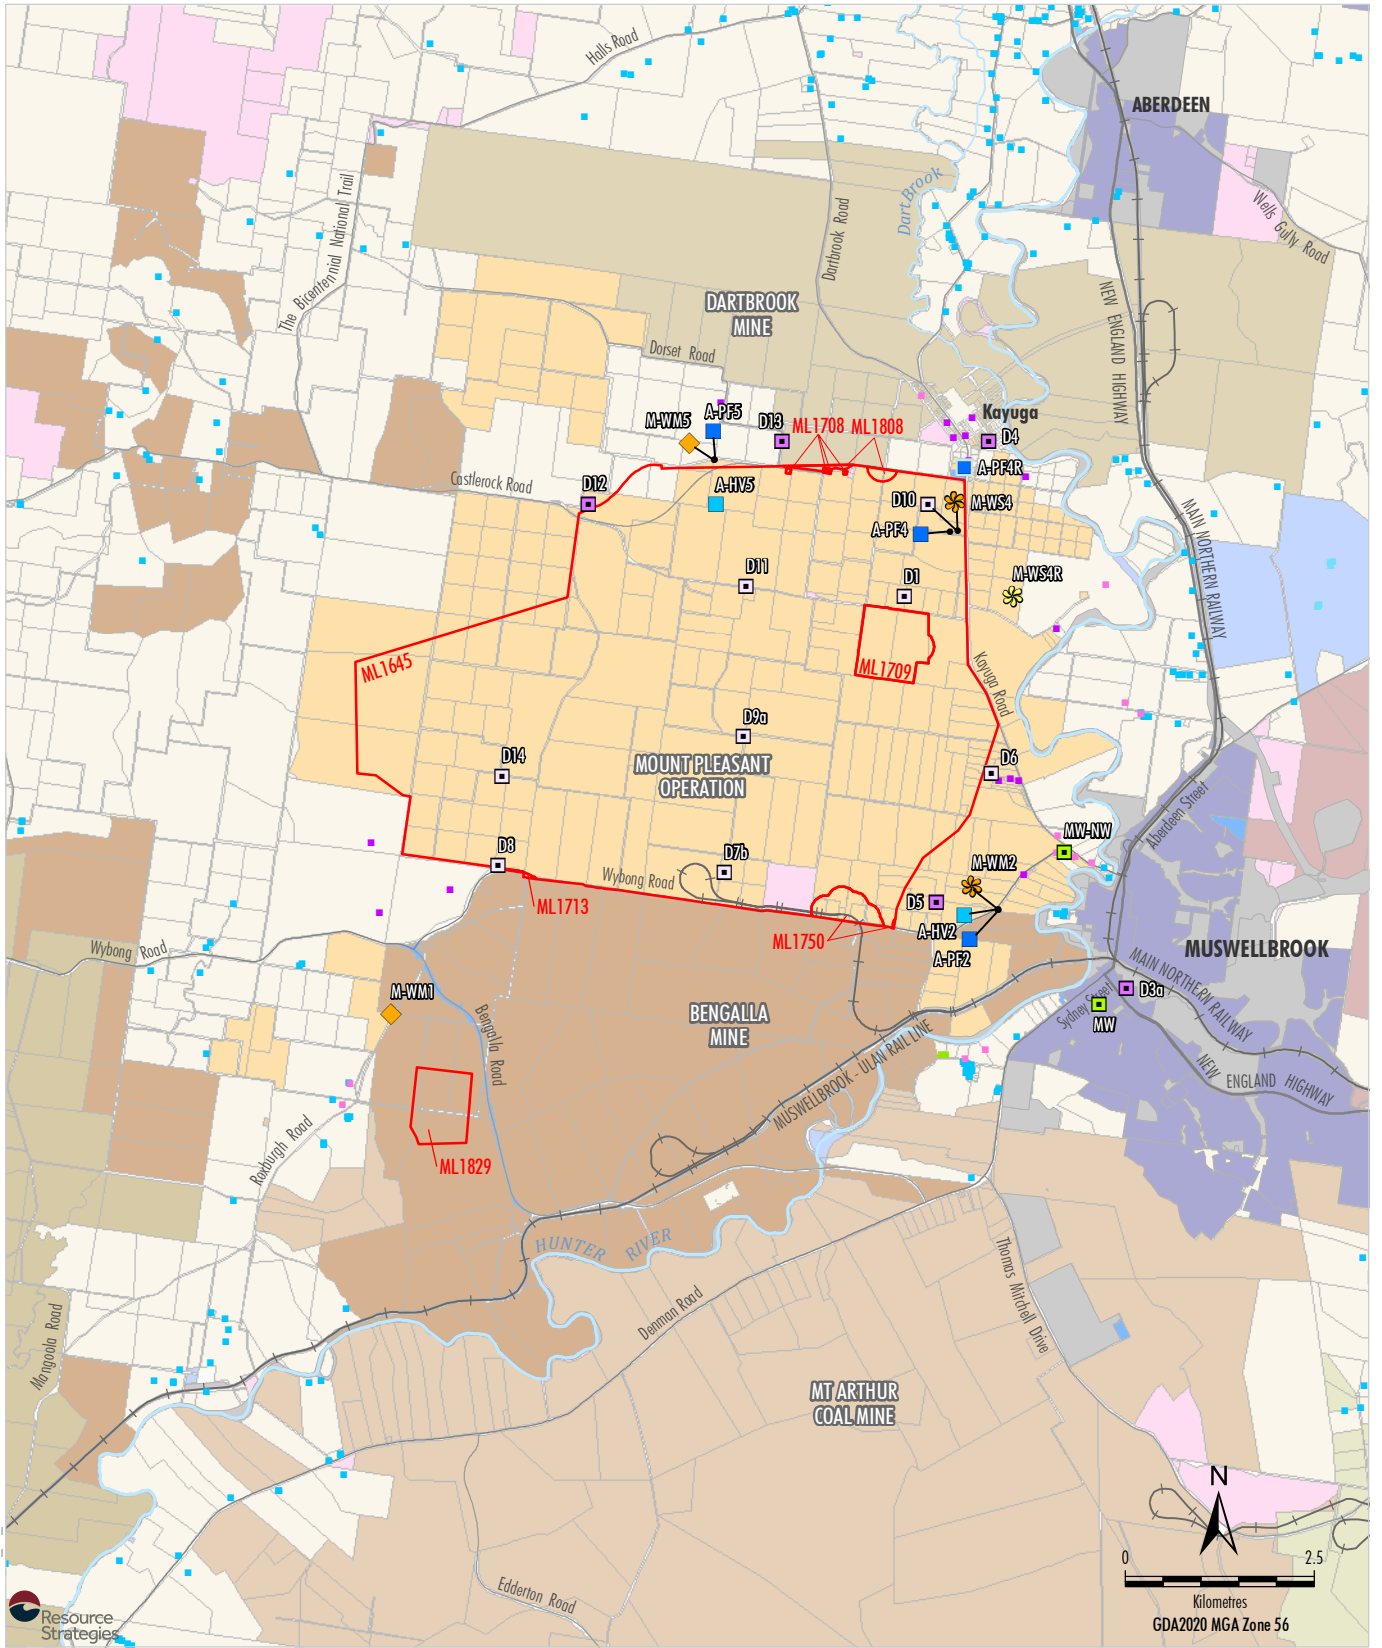 Halls Road
ABERDEEN
Wells Gully Road
The Bicentennial National Trail
Dartbrook Road
Dart Brook
DARTBROOK
MINE
NEW ENGLAND HIGHWAY
Dorset Road
Kayuga
M-WM5
A-PF5
D13
ML1708
ML1808
D4
A-PF4R
Castlerock Road
D12
A-HV5
D10
M-WS4
A-PF4
MAIN NORTHERN RAILWAY
D11
D1
M-WS4R
ML1645
ML1709
Kayuga Road
D9a
D14
MOUNT PLEASANT
OPERATION
D6
Aberdeen Street
MW-NW
D8
D7b
Wybong Road
M-WM2
ML1713
D5
A-HV2
ML1750
A-PF2
Wybong Road
MUSWELLBROOK
MAIN NORTHERN RAILWAY
M-WM1
D3a
Sydney Street
MW
BENGALLA
MINE
Bengalla Road
MUSWELLBROOK - ULAN RAIL LINE
NEW ENGLAND HIGHWAY
Roxburgh Road
ML1829
HUNTER RIVER
Thomas Mitchell Drive
Denman Road
Mangoola Road
MT ARTHUR
COAL MINE
N
0 2.5
Kilometres
GDA2020 MGA Zone 56
Edderton Road
Resource
Strategies